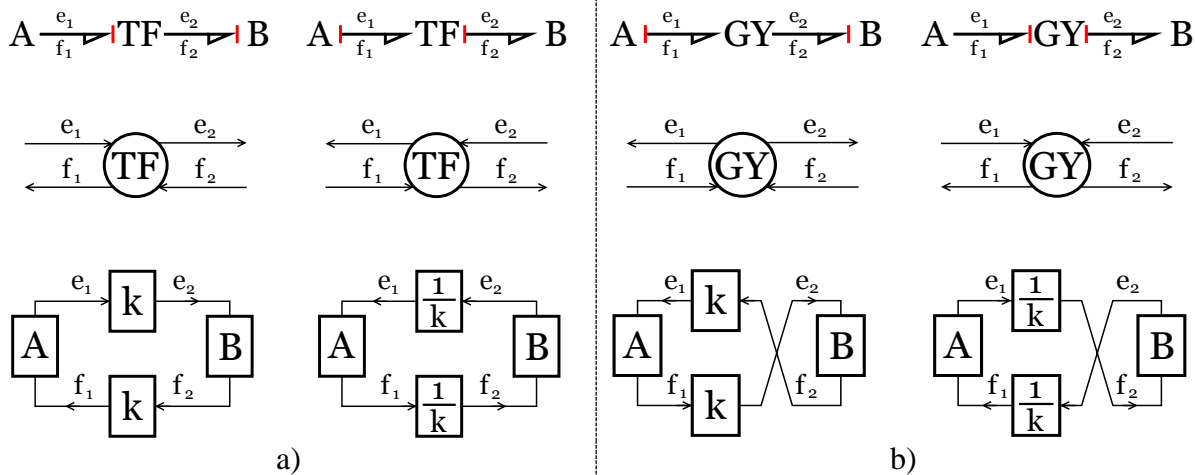 e₁ e₂ e₁ e₂ e₁ e₂ e₁ e₂
A TF B A TF B A GY B A GY B
f₁ f₂ f₁ f₂ f₁ f₂ f₁ f₂
e₁ e₂ e₁ e₂ e₁ e₂ e₁ e₂
TF TF GY GY
f₁ f₂ f₁ f₂ f₁ f₂ f₁ f₂
e₁ k e₂ e₁ 1/k e₂ e₁ k e₂ e₁ 1/k e₂
A B A B A B A B
f₁ k f₂ f₁ 1/k f₂ f₁ k f₂ f₁ 1/k f₂
a) b)